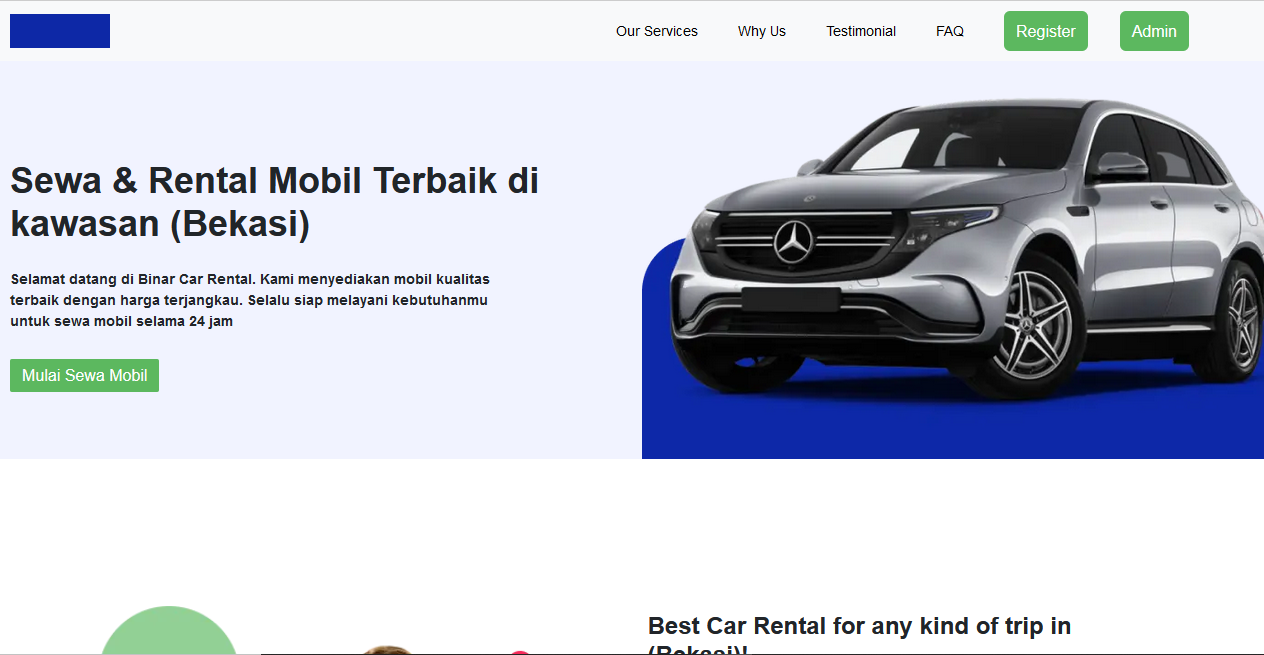 Our Services Why Us Testimonial FAQ Register Admin
Sewa & Rental Mobil Terbaik di
kawasan (Bekasi)
Selamat datang di Binar Car Rental. Kami menyediakan mobil kualitas
terbaik dengan harga terjangkau. Selalu siap melayani kebutuhanmu
untuk sewa mobil selama 24 jam
Mulai Sewa Mobil
Best Car Rental for any kind of trip in
(Bekasi)!